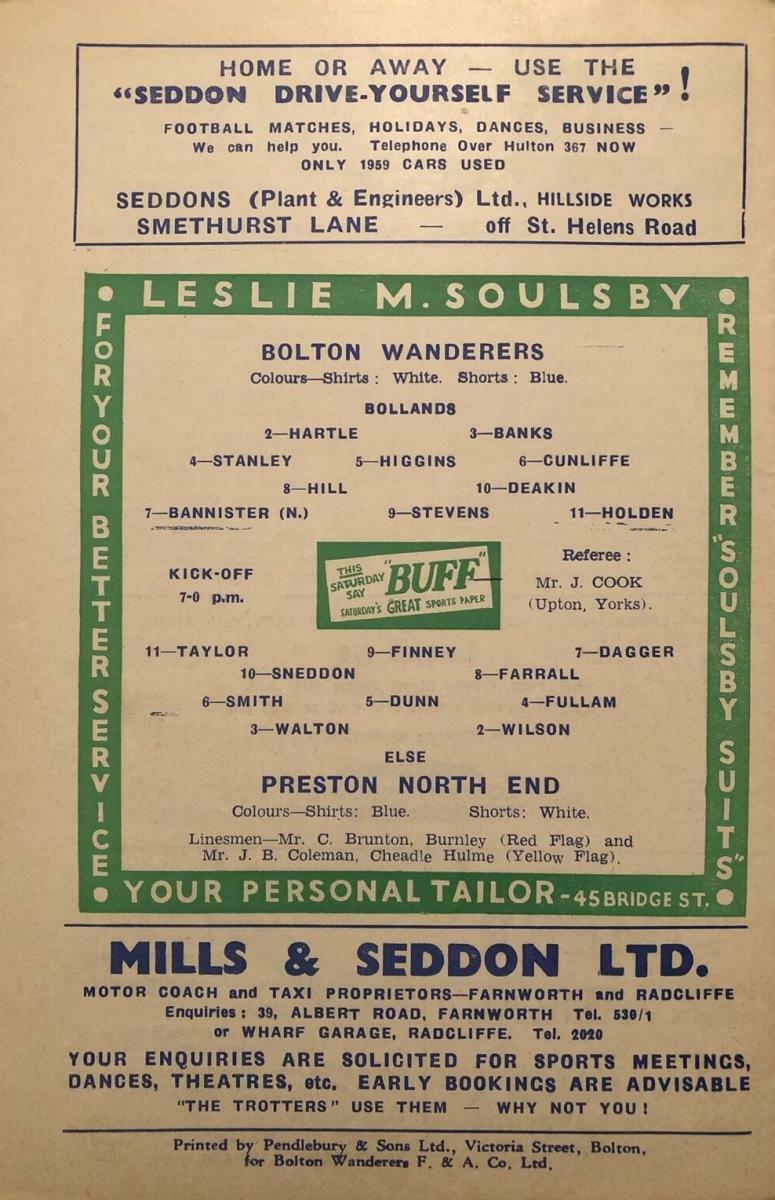 HOME OR AWAY — USE THE
"SEDDON DRIVE-YOURSELF SERVICE"!
FOOTBALL MATCHES, HOLIDAYS, DANCES, BUSINESS —
We can help you. Telephone Over Hulton 367 NOW
ONLY 1959 CARS USED
SEDDONS (Plant & Engineers) Ltd., HILLSIDE WORKS
SMETHURST LANE — off St. Helens Road
LESLIE M. SOULSBY
FOR YOUR BETTER SERVICE
REMEMBER "SOULSBY SUITS"
BOLTON WANDERERS
Colours—Shirts: White. Shorts: Blue.
BOLLANDS
2—HARTLE 3—BANKS
4—STANLEY 5—HIGGINS 6—CUNLIFFE
8—HILL 10—DEAKIN
7—BANNISTER (N.) 9—STEVENS 11—HOLDEN
KICK-OFF
7-0 p.m.
THIS
SATURDAY
SAY
"BUFF"
SATURDAY'S GREAT SPORTS PAPER
Referee:
Mr. J. COOK
(Upton, Yorks).
11—TAYLOR 9—FINNEY 7—DAGGER
10—SNEDDON 8—FARRALL
6—SMITH 5—DUNN 4—FULLAM
3—WALTON 2—WILSON
ELSE
PRESTON NORTH END
Colours—Shirts: Blue. Shorts: White.
Linesmen—Mr. C. Brunton, Burnley (Red Flag) and
Mr. J. B. Coleman, Cheadle Hulme (Yellow Flag).
YOUR PERSONAL TAILOR - 45 BRIDGE ST.
MILLS & SEDDON LTD.
MOTOR COACH and TAXI PROPRIETORS—FARNWORTH and RADCLIFFE
Enquiries: 39, ALBERT ROAD, FARNWORTH Tel. 530/1
or WHARF GARAGE, RADCLIFFE. Tel. 2020
YOUR ENQUIRIES ARE SOLICITED FOR SPORTS MEETINGS,
DANCES, THEATRES, etc. EARLY BOOKINGS ARE ADVISABLE
"THE TROTTERS" USE THEM — WHY NOT YOU!
Printed by Pendlebury & Sons Ltd., Victoria Street, Bolton,
for Bolton Wanderers F. & A. Co. Ltd.